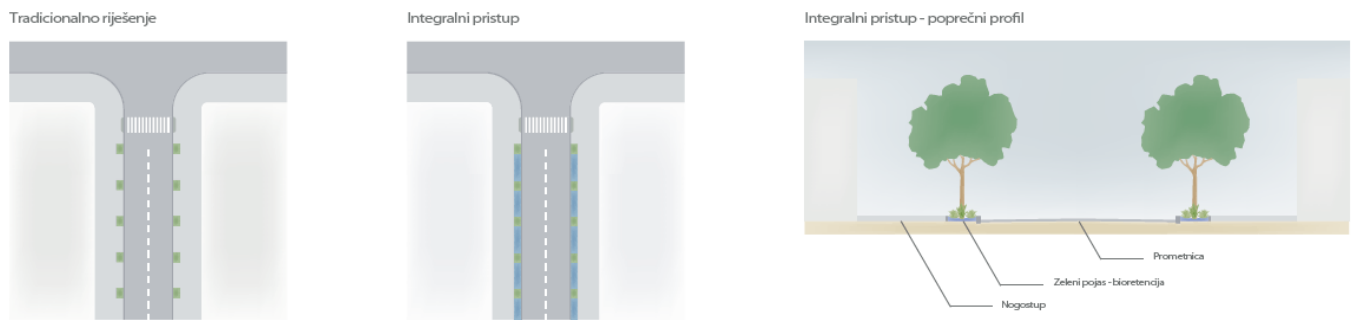 Tradicionalno riješenje
Integralni pristup
Integralni pristup - poprečni profil
Prometnica
Zeleni pojas - bioretencija
Nogostup